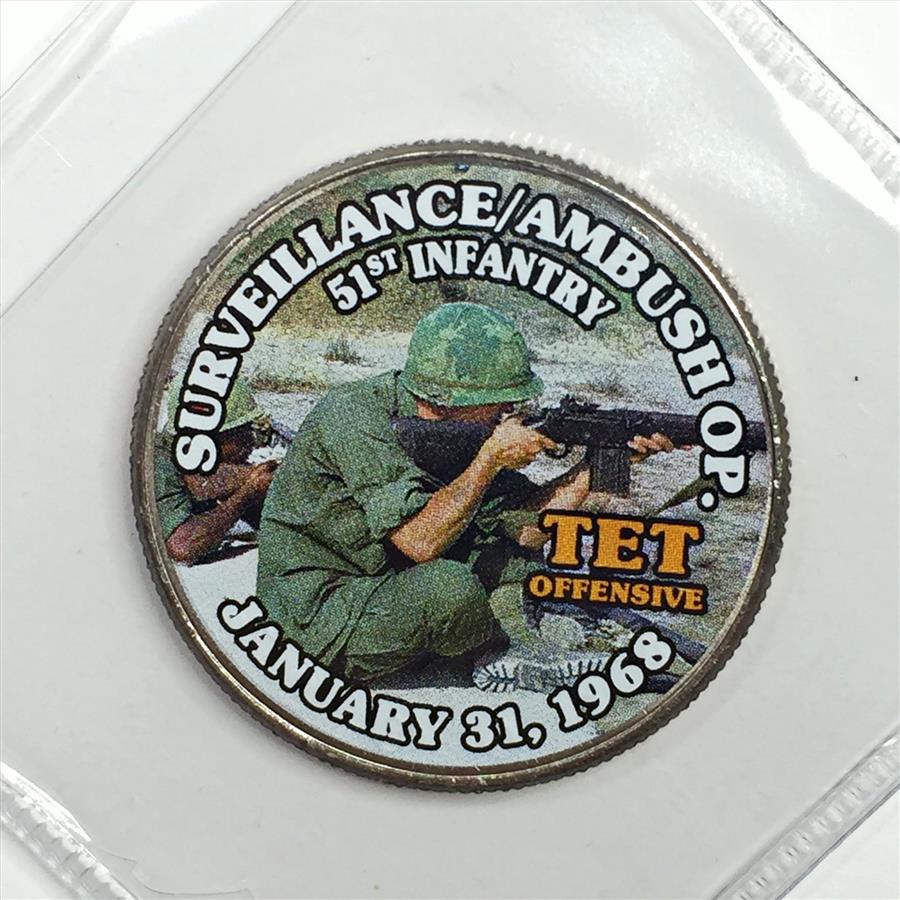 SURVEILLANCE/AMBUSH OP.
51ST INFANTRY
TET
OFFENSIVE
JANUARY 31, 1968